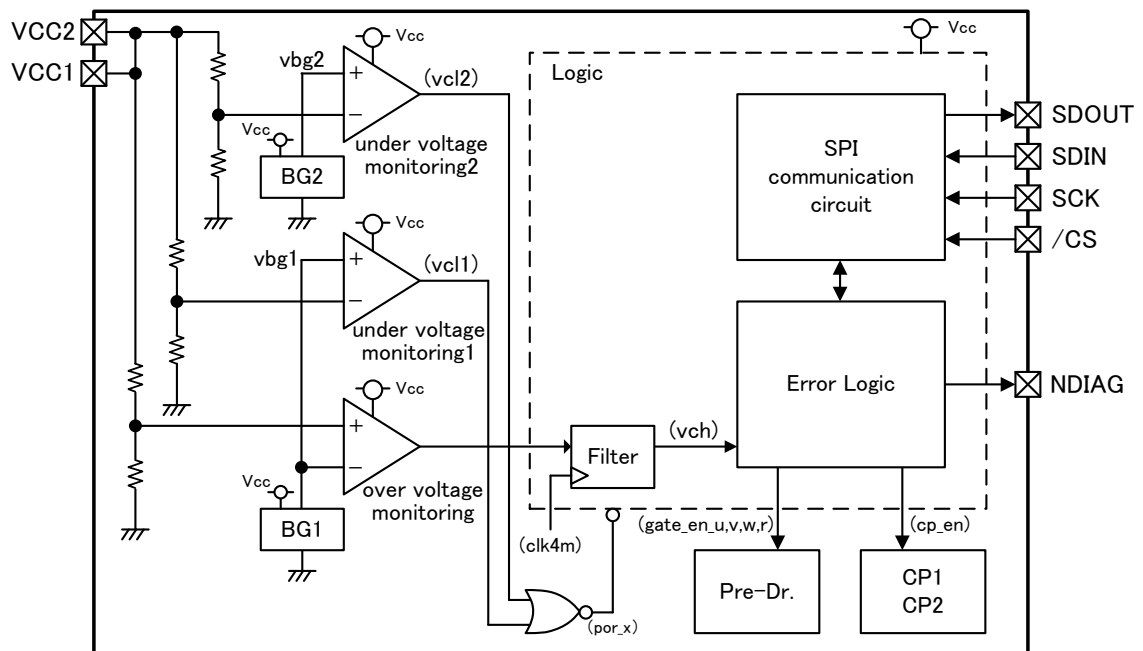 VCC2
VCC1
Vcc
vbg2
+
−
(vcl2)
under voltage
monitoring2
Vcc
BG2
Vcc
vbg1
+
−
(vcl1)
under voltage
monitoring1
Vcc
+
−
over voltage
monitoring
Vcc
BG1
Logic
Vcc
SPI
communication
circuit
SDOUT
SDIN
SCK
/CS
Error Logic
NDIAG
Filter
(vch)
(clk4m)
(por_x)
(gate_en_u,v,w,r)
(cp_en)
Pre-Dr.
CP1
CP2